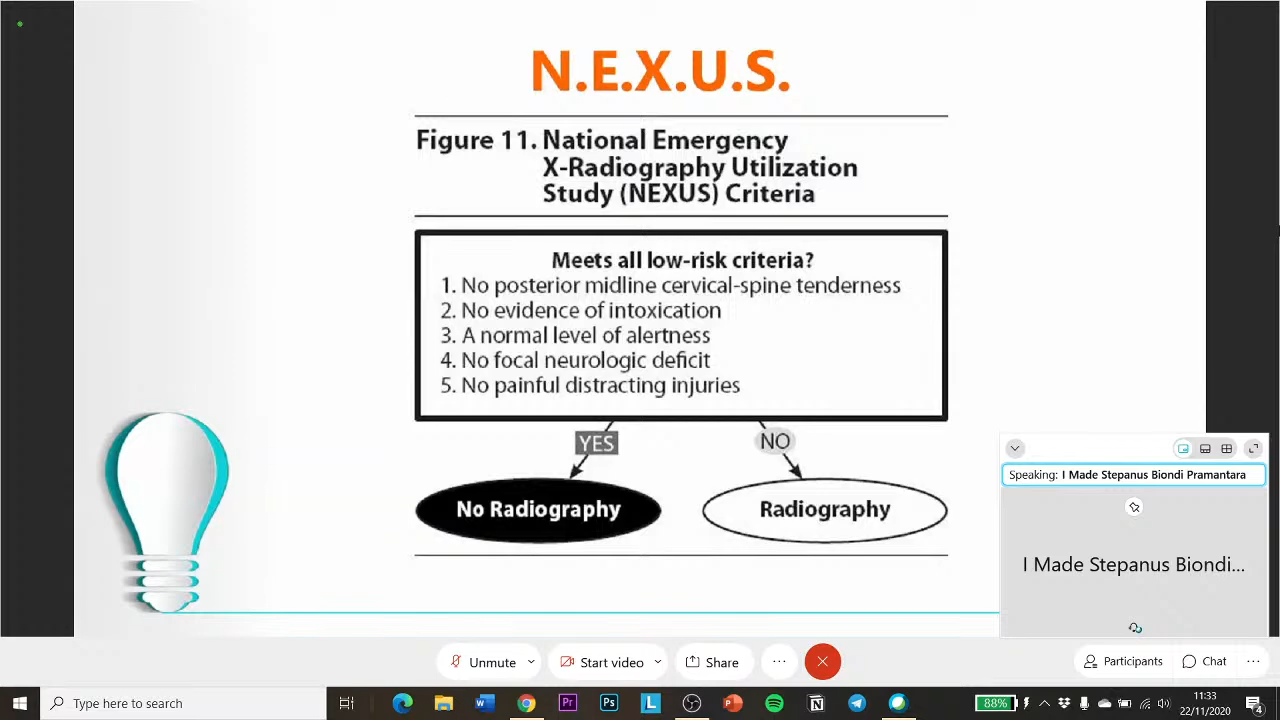 N.E.X.U.S.
Figure 11. National Emergency
X-Radiography Utilization
Study (NEXUS) Criteria
Meets all low-risk criteria?
1. No posterior midline cervical-spine tenderness
2. No evidence of intoxication
3. A normal level of alertness
4. No focal neurologic deficit
5. No painful distracting injuries
YES
NO
No Radiography
Radiography
Speaking: I Made Stepanus Biondi Pramantara
I Made Stepanus Biondi...
Unmute
Start video
Share
Participants
Chat
Type here to search
88%
11:33
22/11/2020
4